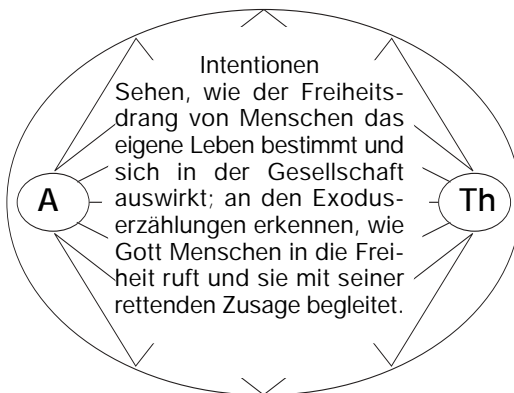 Intentionen
Sehen, wie der Freiheits-
drang von Menschen das
eigene Leben bestimmt und
sich in der Gesellschaft
A
auswirkt; an den Exodus-
Th
erzählungen erkennen, wie
Gott Menschen in die Frei-
heit ruft und sie mit seiner
rettenden Zusage begleitet.